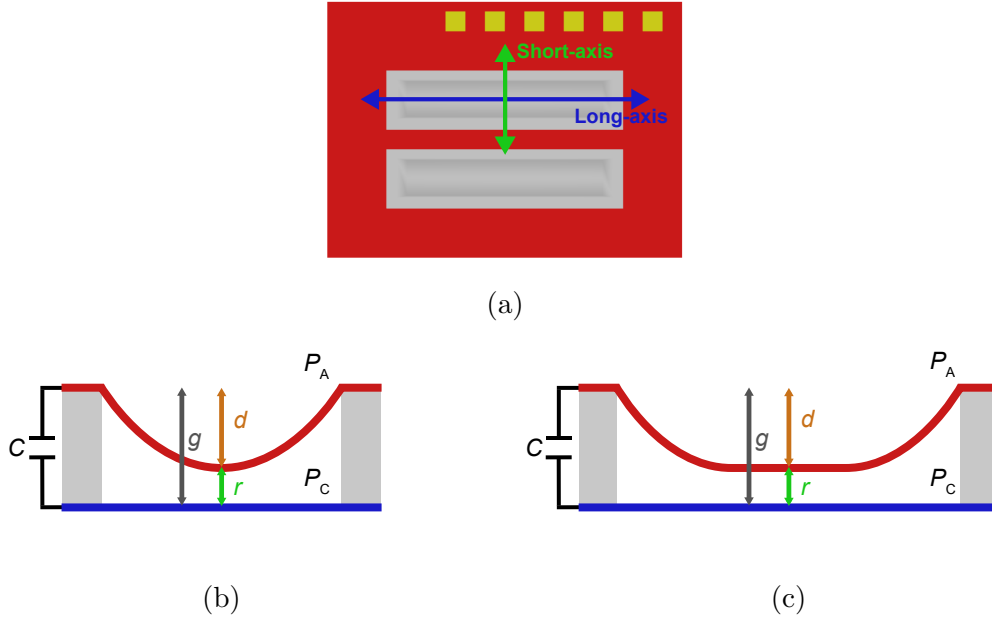 Short-axis
Long-axis
(a)
P_A
d
g
C
r
P_C
(b)
P_A
d
g
C
r
P_C
(c)